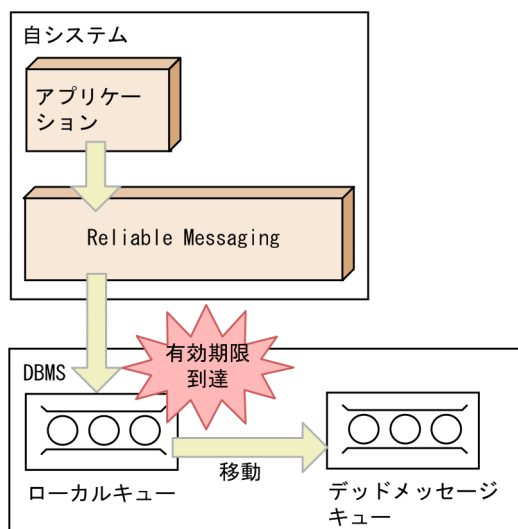 自システム
アプリケー
ション
Reliable Messaging
有効期限
到達
DBMS
移動
ローカルキュー
デッドメッセージ
キュー